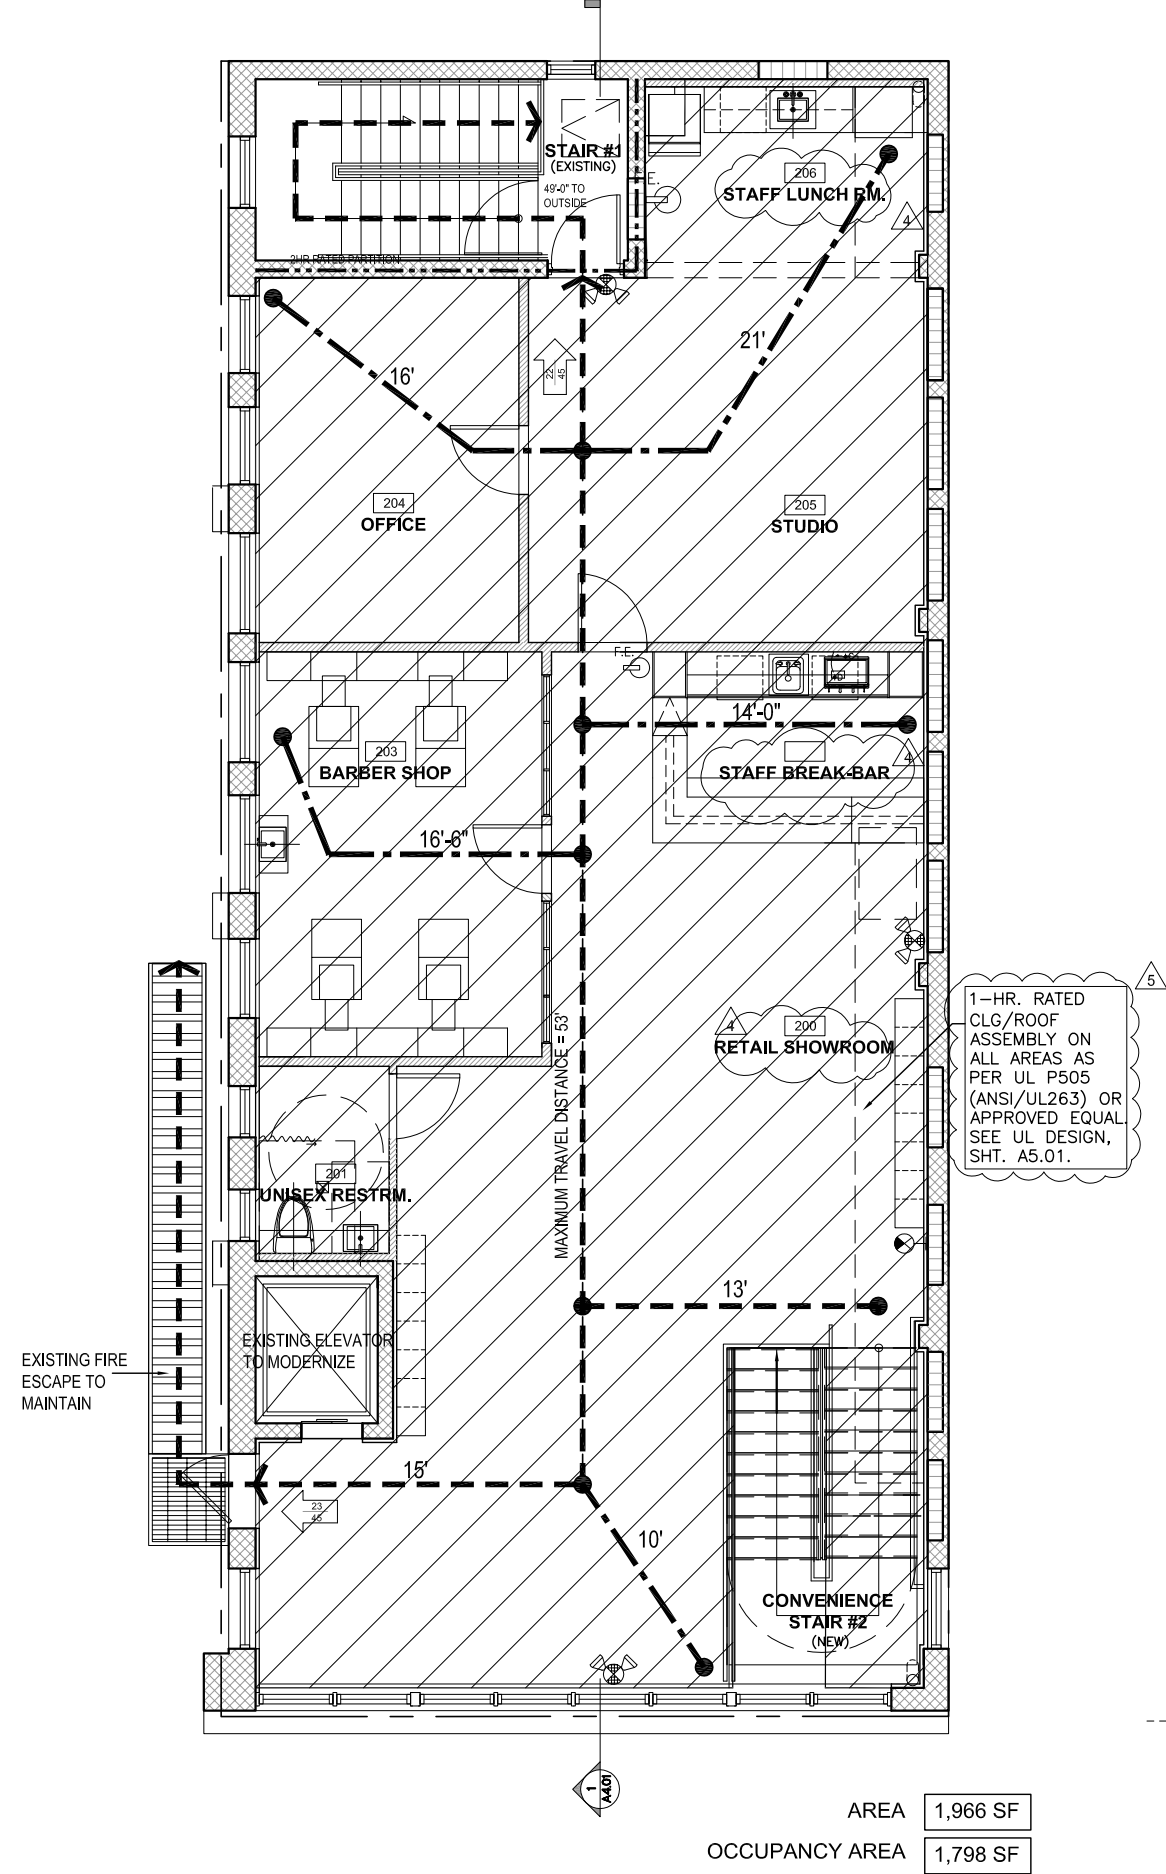 STAIR #1
(EXISTING)
49'-0" TO
OUTSIDE
2HR RATED PARTITION
F.E.
206
STAFF LUNCH RM.
4
16'
21'
22
45
204
OFFICE
205
STUDIO
F.E.
14'-0"
203
BARBER SHOP
STAFF BREAK-BAR
4
16'-6"
MAXIMUM TRAVEL DISTANCE = 53'
4
200
RETAIL SHOWROOM
5
1-HR. RATED
CLG/ROOF
ASSEMBLY ON
ALL AREAS AS
PER UL P505
(ANSI/UL263) OR
APPROVED EQUAL.
SEE UL DESIGN,
SHT. A5.01.
201
UNISEX RESTRM.
13'
EXISTING ELEVATOR
TO MODERNIZE
EXISTING FIRE
ESCAPE TO
MAINTAIN
15'
23
45
10'
CONVENIENCE
STAIR #2
(NEW)
1
A4.01
AREA 1,966 SF
OCCUPANCY AREA 1,798 SF